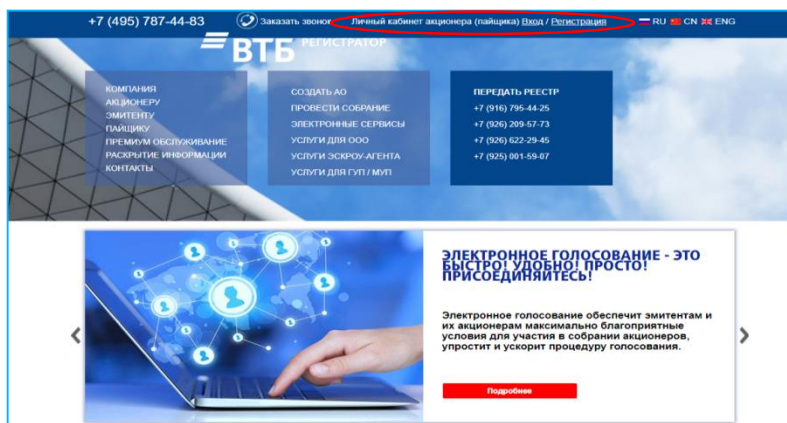 +7 (495) 787-44-83 Заказать звонок Личный кабинет акционера (пайщика) Вход / Регистрация RU CN ENG
ВТБ РЕГИСТРАТОР
КОМПАНИЯ
АКЦИОНЕРУ
ЭМИТЕНТУ
ПАЙЩИКУ
ПРЕМИУМ ОБСЛУЖИВАНИЕ
РАСКРЫТИЕ ИНФОРМАЦИИ
КОНТАКТЫ
СОЗДАТЬ АО
ПРОВЕСТИ СОБРАНИЕ
ЭЛЕКТРОННЫЕ СЕРВИСЫ
УСЛУГИ ДЛЯ ООО
УСЛУГИ ЭСКРОУ-АГЕНТА
УСЛУГИ ДЛЯ ГУП / МУП
ПЕРЕДАТЬ РЕЕСТР
+7 (916) 795-44-25
+7 (926) 209-57-73
+7 (926) 622-29-45
+7 (925) 001-59-07
ЭЛЕКТРОННОЕ ГОЛОСОВАНИЕ - ЭТО
БЫСТРО! УДОБНО! ПРОСТО!
ПРИСОЕДИНЯЙТЕСЬ!
Электронное голосование обеспечит эмитентам и
их акционерам максимально благоприятные
условия для участия в собрании акционеров,
упростит и ускорит процедуру голосования.
Подробнее